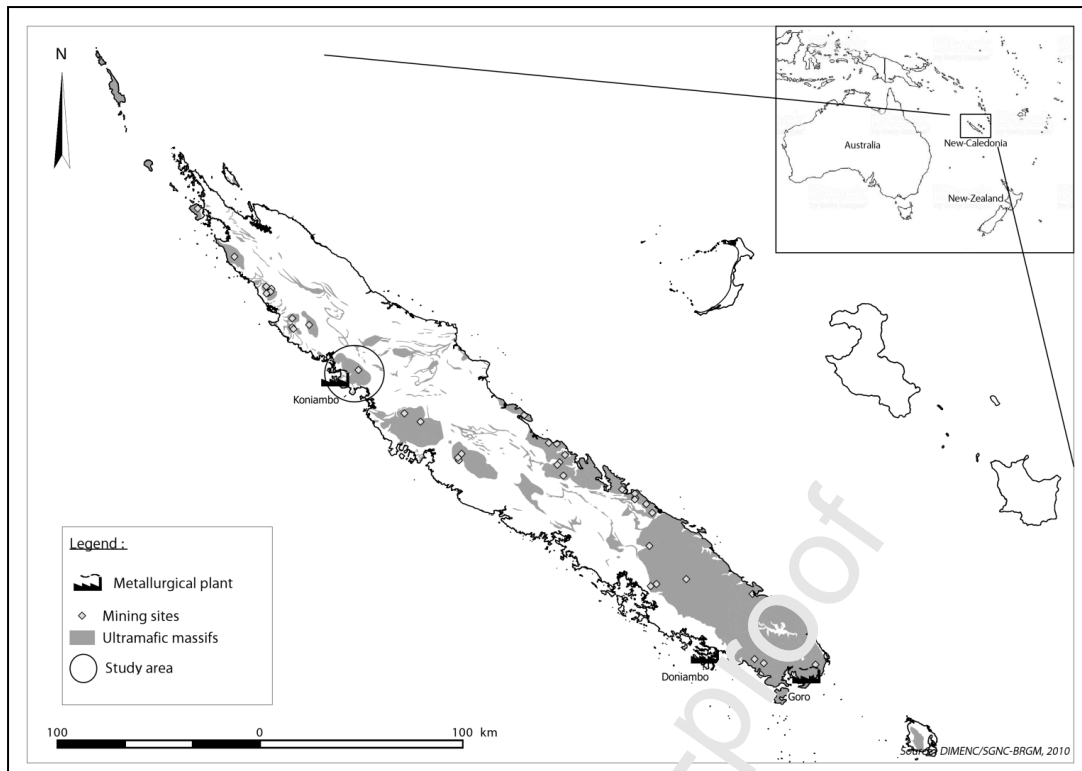 N
Australia
New-Caledonia
New-Zealand
Koniambo
Legend :
Metallurgical plant
Mining sites
Ultramafic massifs
Study area
Doniambo
Goro
100 0 100 km
DIMENC/SGNC-BRGM, 2010
rproof